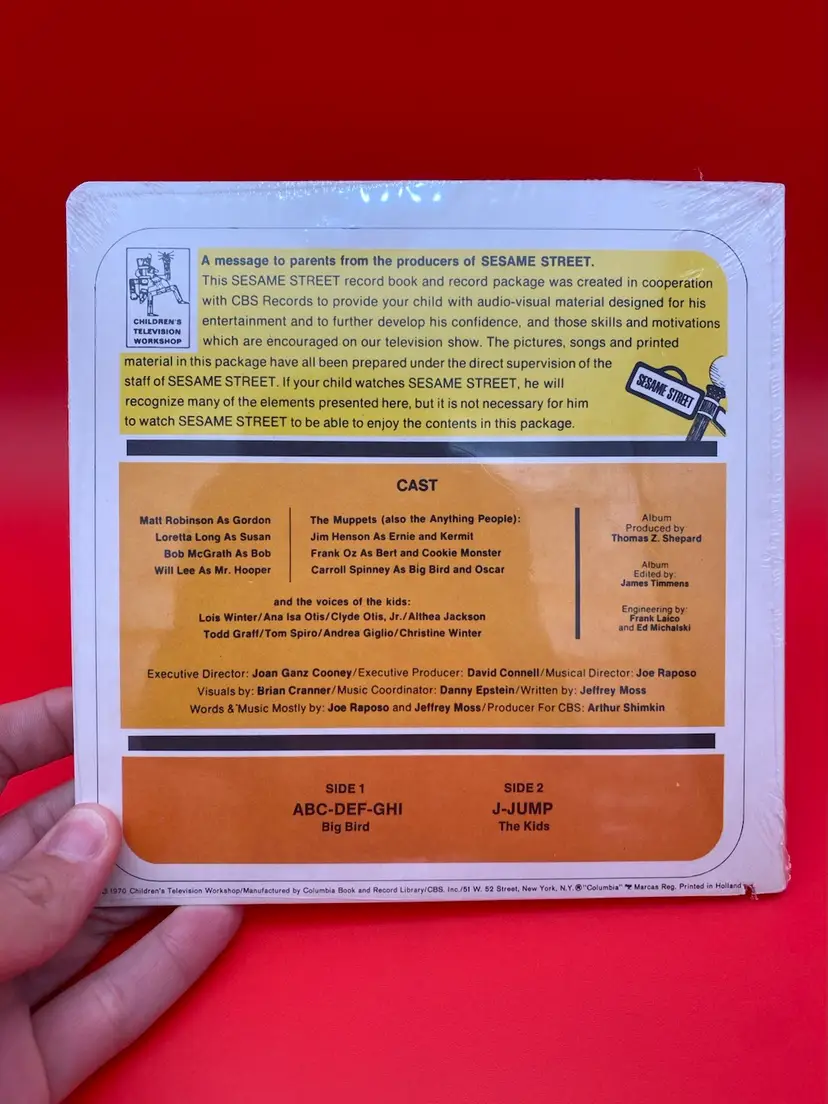 A message to parents from the producers of SESAME STREET.
This SESAME STREET record book and record package was created in cooperation
with CBS Records to provide your child with audio-visual material designed for his
entertainment and to further develop his confidence, and those skills and motivations
which are encouraged on our television show. The pictures, songs and printed
material in this package have all been prepared under the direct supervision of the
staff of SESAME STREET. If your child watches SESAME STREET, he will
recognize many of the elements presented here, but it is not necessary for him
to watch SESAME STREET to be able to enjoy the contents in this package.
CHILDREN'S
TELEVISION
WORKSHOP
SESAME STREET
CAST
Matt Robinson As Gordon
Loretta Long As Susan
Bob McGrath As Bob
Will Lee As Mr. Hooper
The Muppets (also the Anything People):
Jim Henson As Ernie and Kermit
Frank Oz As Bert and Cookie Monster
Carroll Spinney As Big Bird and Oscar
and the voices of the kids:
Lois Winter/Ana Isa Otis/Clyde Otis, Jr./Althea Jackson
Todd Graff/Tom Spiro/Andrea Giglio/Christine Winter
Album
Produced by:
Thomas Z. Shepard
Album
Edited by:
James Timmens
Engineering by:
Frank Laico
and Ed Michalski
Executive Director: Joan Ganz Cooney/Executive Producer: David Connell/Musical Director: Joe Raposo
Visuals by: Brian Cranner/Music Coordinator: Danny Epstein/Written by: Jeffrey Moss
Words & Music Mostly by: Joe Raposo and Jeffrey Moss/Producer For CBS: Arthur Shimkin
SIDE 1
ABC-DEF-GHI
Big Bird
SIDE 2
J-JUMP
The Kids
1970 Children's Television Workshop/Manufactured by Columbia Book and Record Library/CBS. Inc./51 W. 52 Street, New York, N.Y. ® "Columbia" Marcas Reg. Printed in Holland